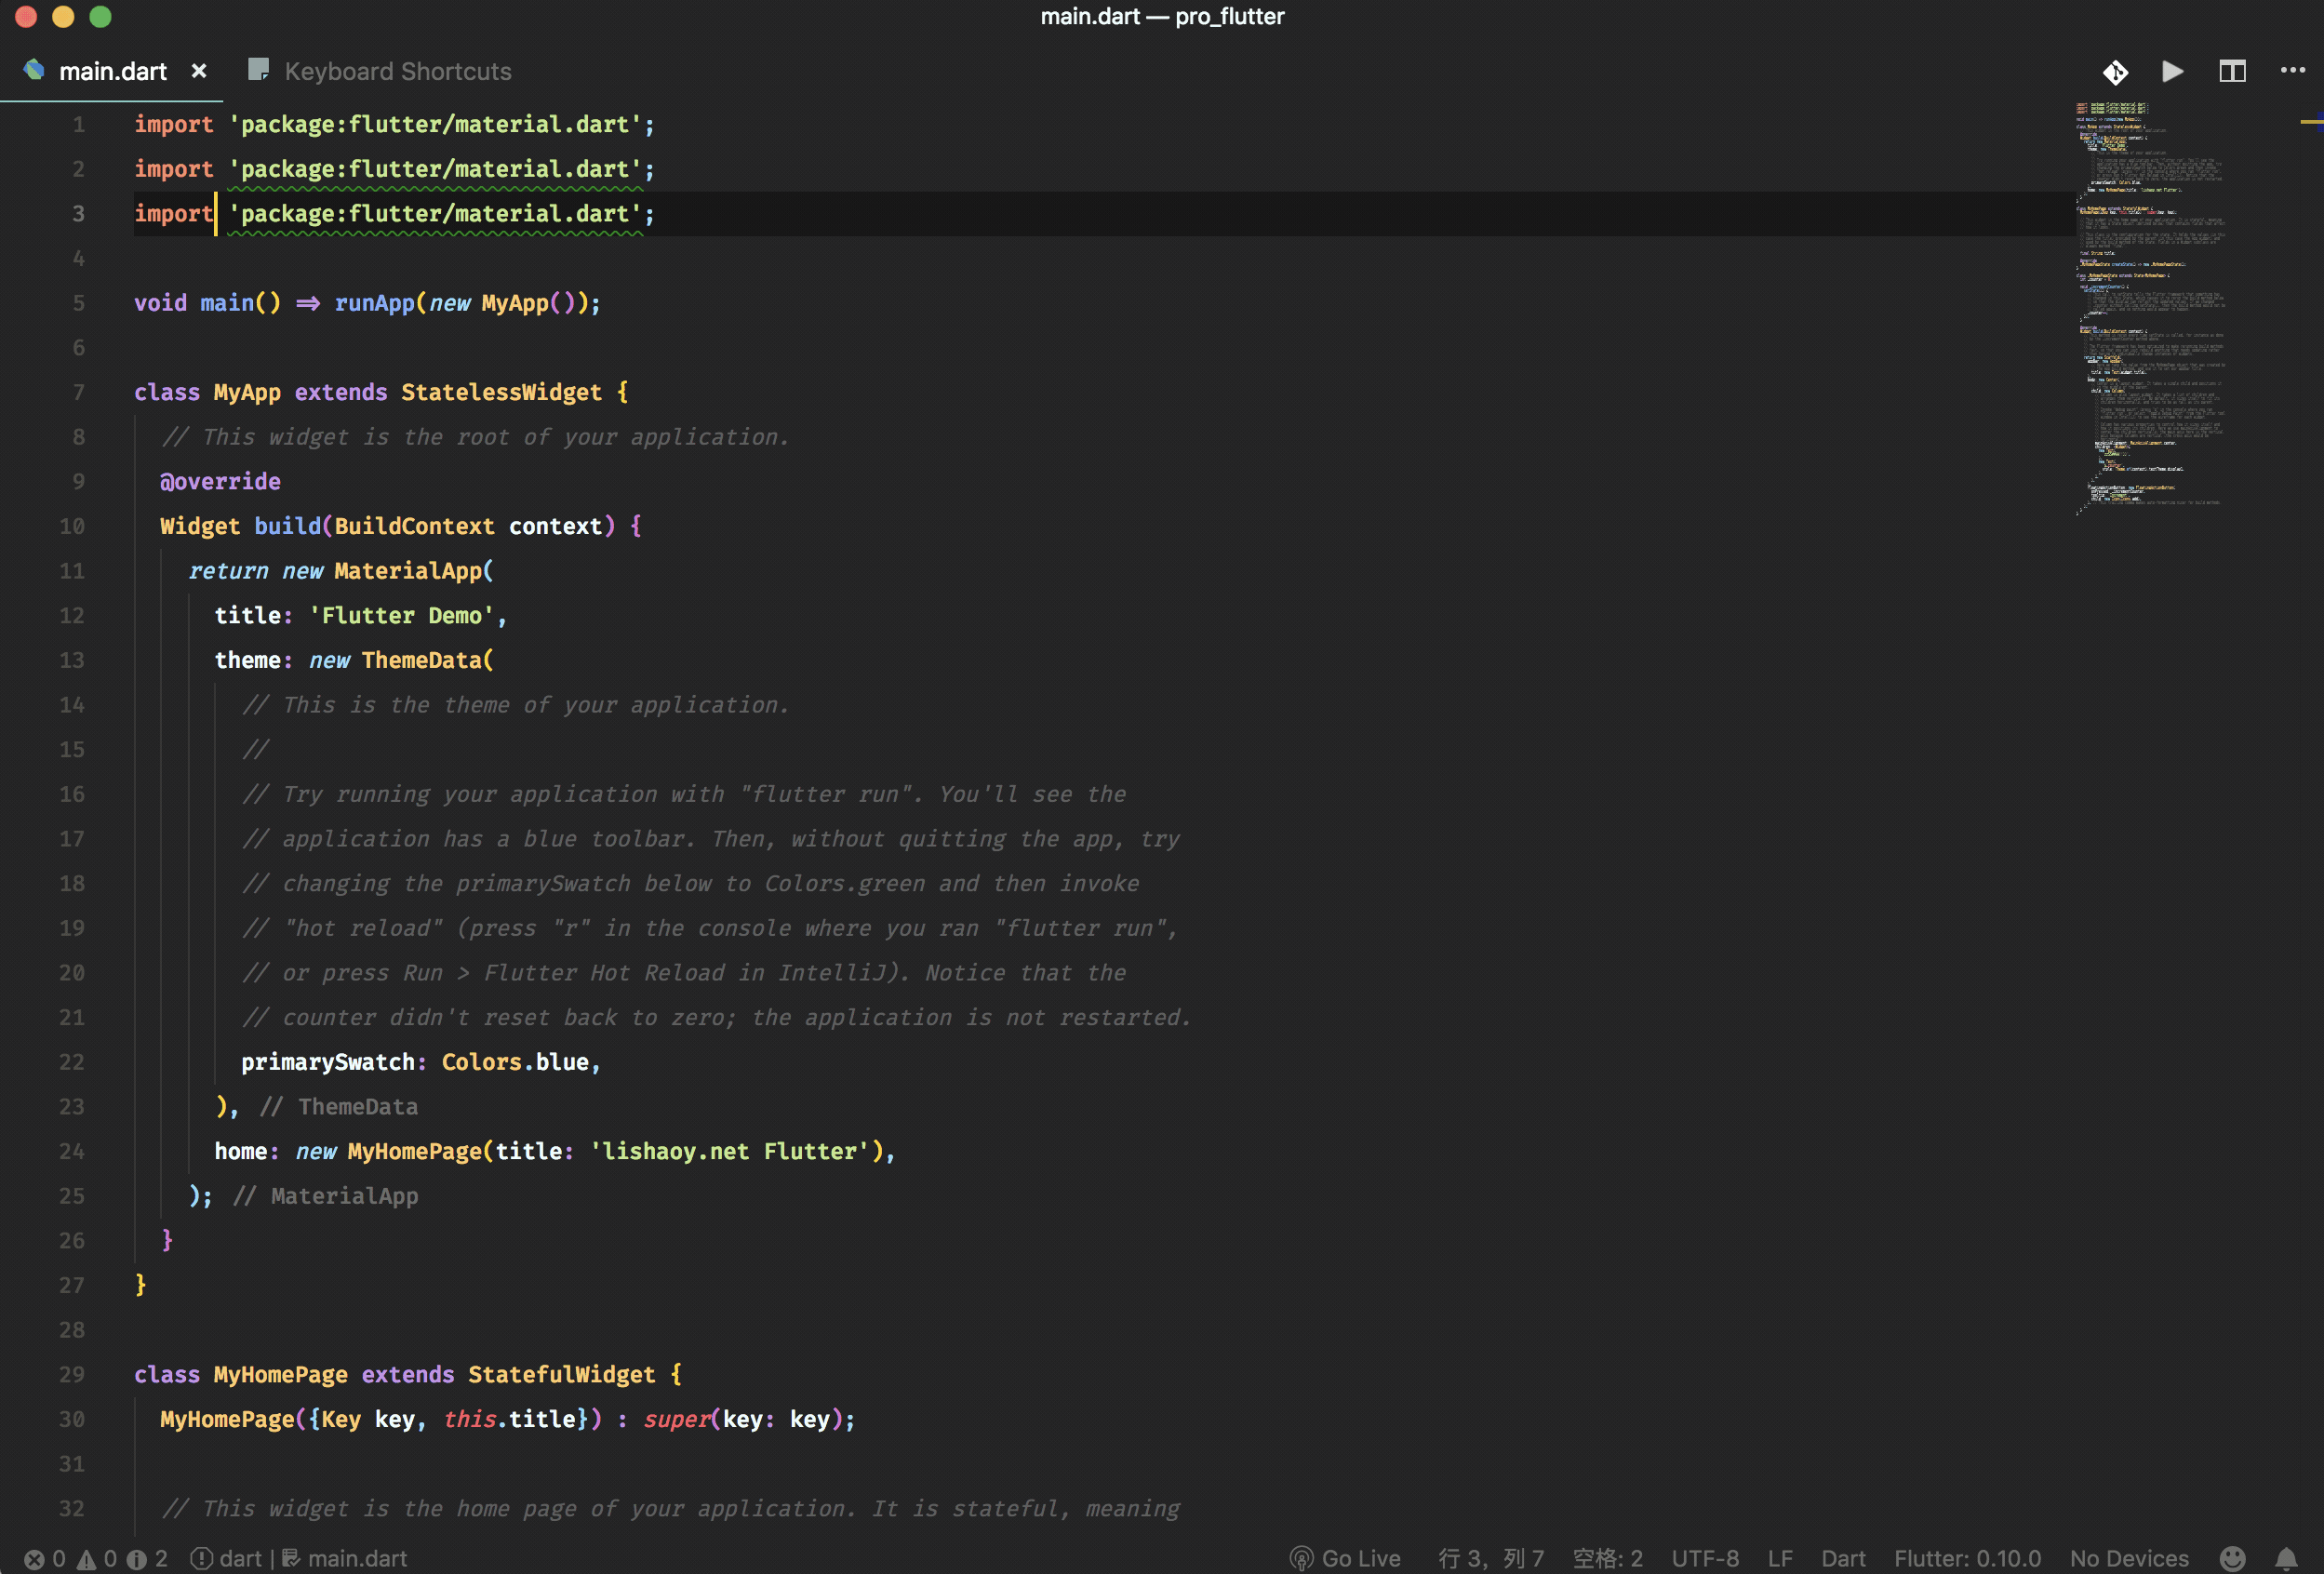 main.dart — pro_flutter
main.dart × Keyboard Shortcuts
1 import 'package:flutter/material.dart';
2 import 'package:flutter/material.dart';
3 import 'package:flutter/material.dart';
4
5 void main() => runApp(new MyApp());
6
7 class MyApp extends StatelessWidget {
8 // This widget is the root of your application.
9 @override
10 Widget build(BuildContext context) {
11 return new MaterialApp(
12 title: 'Flutter Demo',
13 theme: new ThemeData(
14 // This is the theme of your application.
15 //
16 // Try running your application with "flutter run". You'll see the
17 // application has a blue toolbar. Then, without quitting the app, try
18 // changing the primarySwatch below to Colors.green and then invoke
19 // "hot reload" (press "r" in the console where you ran "flutter run",
20 // or press Run > Flutter Hot Reload in IntelliJ). Notice that the
21 // counter didn't reset back to zero; the application is not restarted.
22 primarySwatch: Colors.blue,
23 ), // ThemeData
24 home: new MyHomePage(title: 'lishaoy.net Flutter'),
25 ); // MaterialApp
26 }
27 }
28
29 class MyHomePage extends StatefulWidget {
30 MyHomePage({Key key, this.title}) : super(key: key);
31
32 // This widget is the home page of your application. It is stateful, meaning
0 0 2 dart | main.dart Go Live 行 3，列 7 空格: 2 UTF-8 LF Dart Flutter: 0.10.0 No Devices